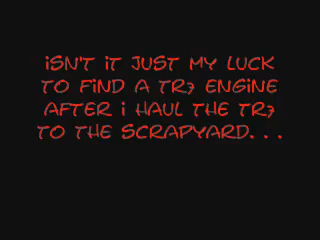 iSN'T iT JUST MY LUCK
TO FiND A TR7 ENGiNE
AFTER i HAUL THE TR7
TO THE SCRAPYARD...